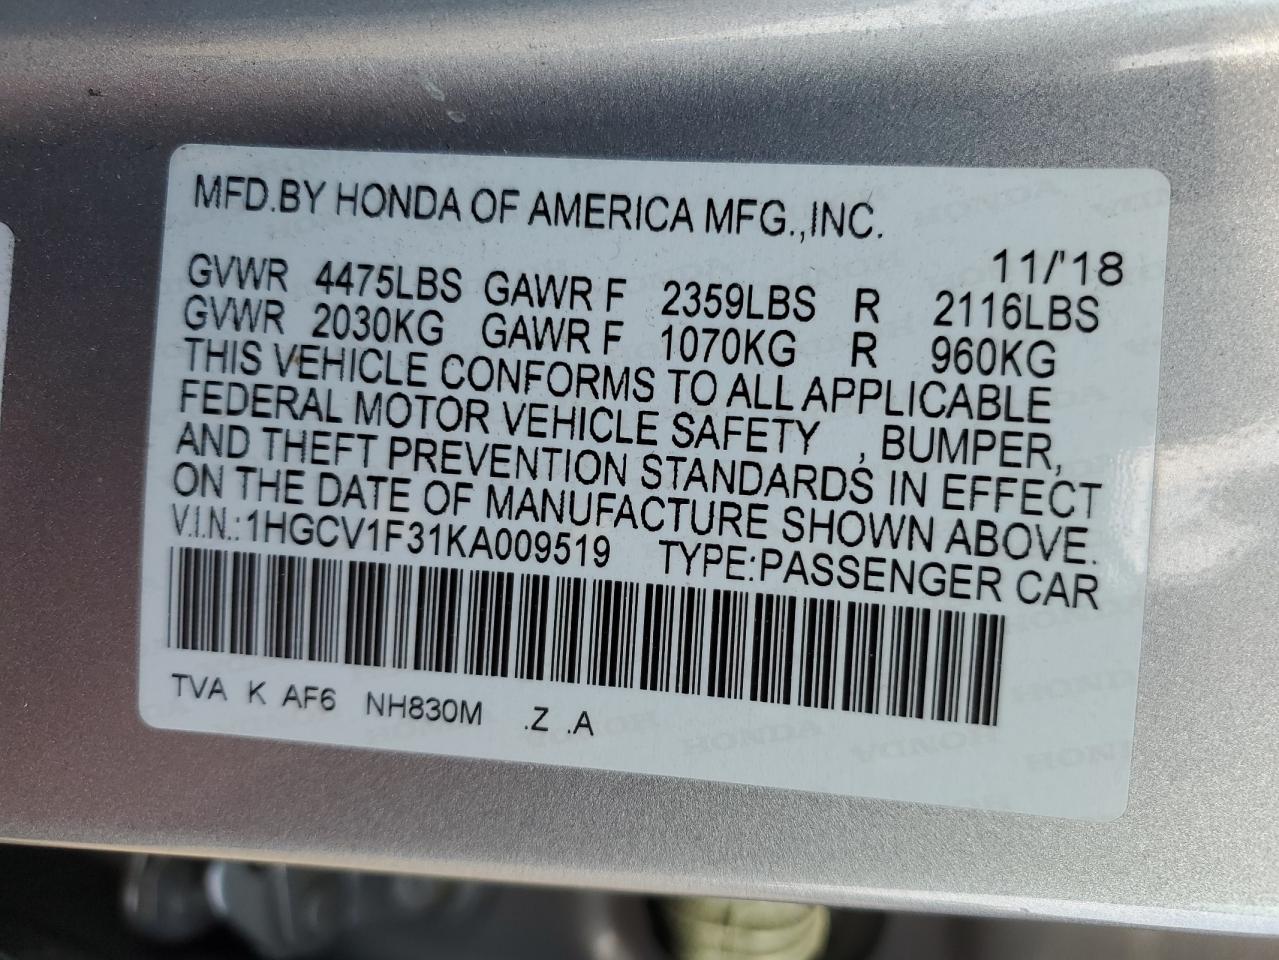 MFD.BY HONDA OF AMERICA MFG.,INC.
11/'18
GVWR 4475LBS GAWR F 2359LBS R 2116LBS
GVWR 2030KG GAWR F 1070KG R 960KG
THIS VEHICLE CONFORMS TO ALL APPLICABLE
FEDERAL MOTOR VEHICLE SAFETY , BUMPER,
AND THEFT PREVENTION STANDARDS IN EFFECT
ON THE DATE OF MANUFACTURE SHOWN ABOVE.
V.I.N.:1HGCV1F31KA009519 TYPE:PASSENGER CAR
TVA K AF6 NH830M .Z .A